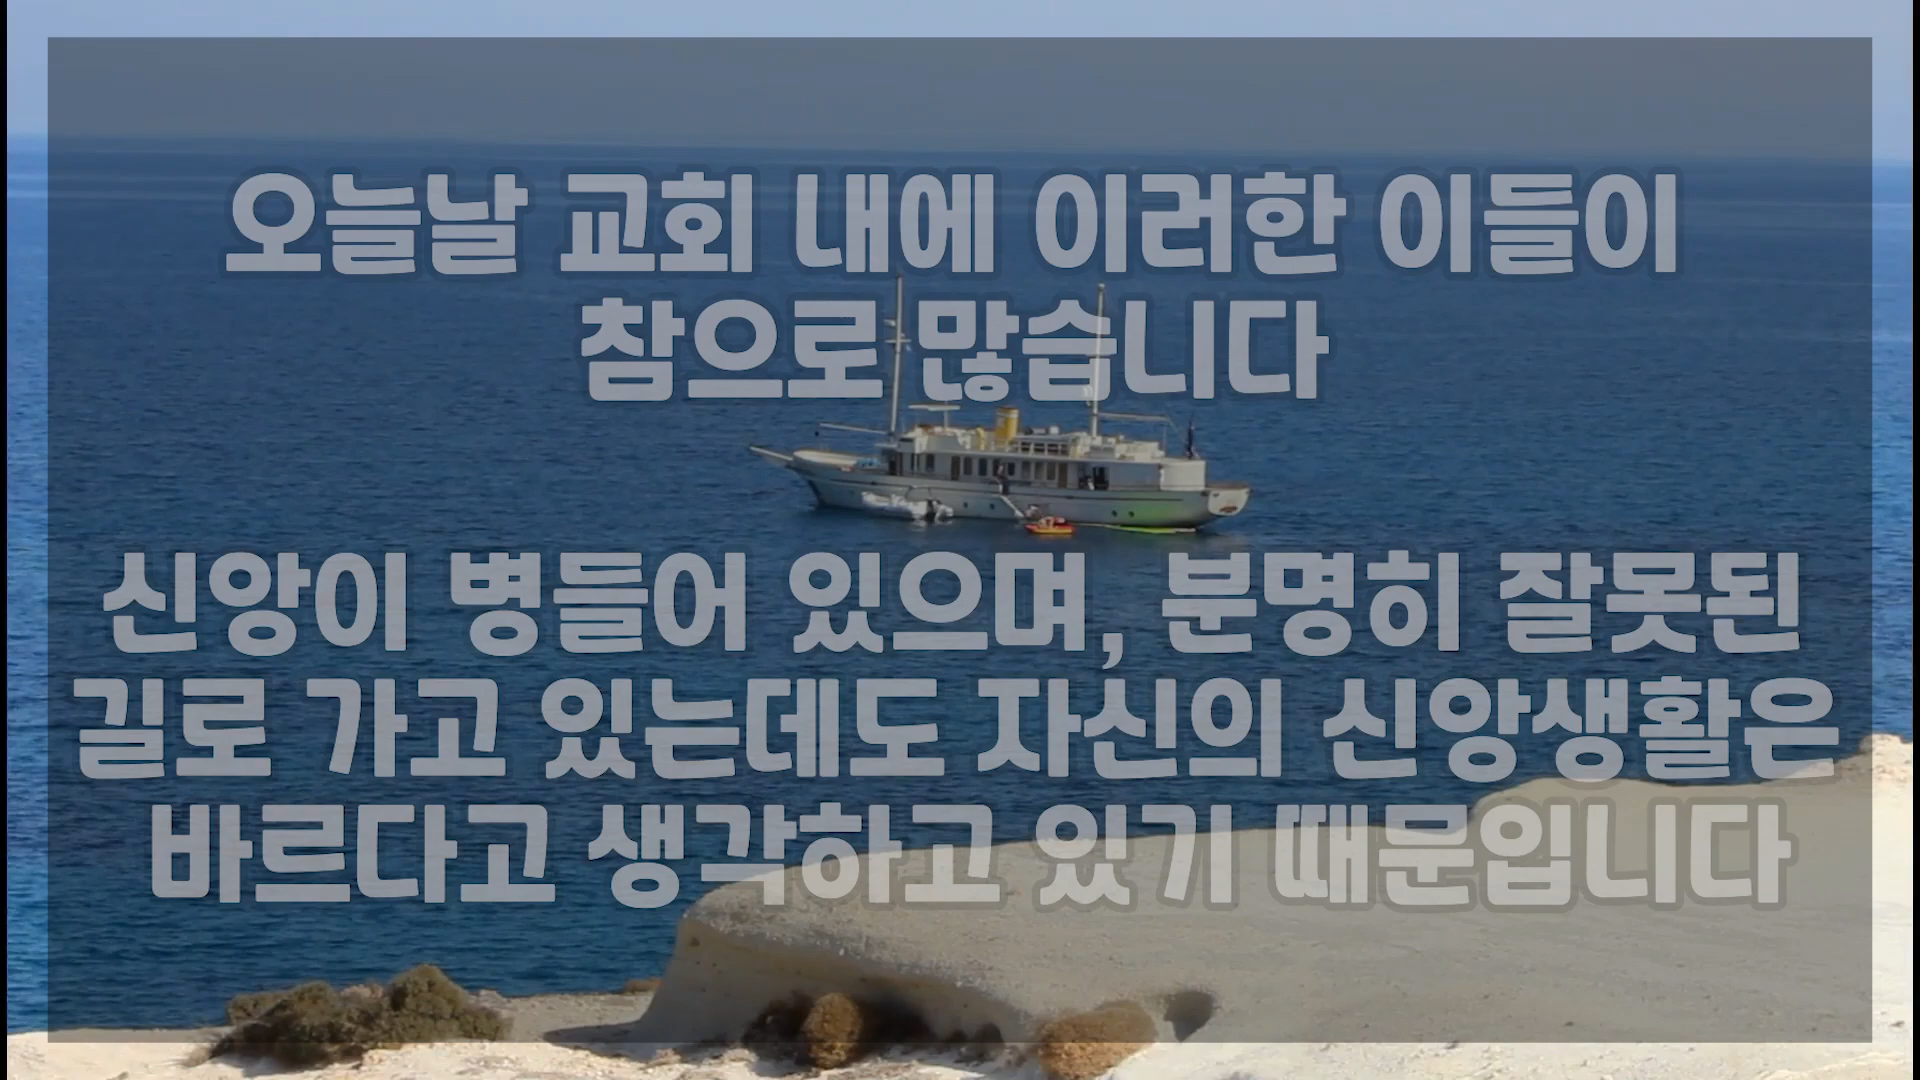 오늘날 교회 내에 이러한 이들이
참으로 많습니다
신앙이 병들어 있으며, 분명히 잘못된
길로 가고 있는데도 자신의 신앙생활은
바르다고 생각하고 있기 때문입니다